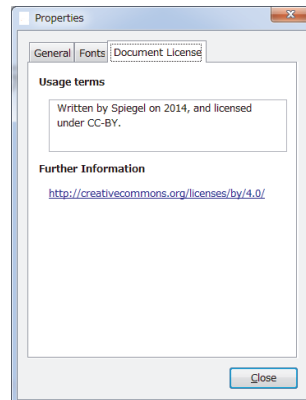 Properties
General Fonts Document License
Usage terms
Written by Spiegel on 2014, and licensed
under CC-BY.
Further Information
http://creativecommons.org/licenses/by/4.0/
Close